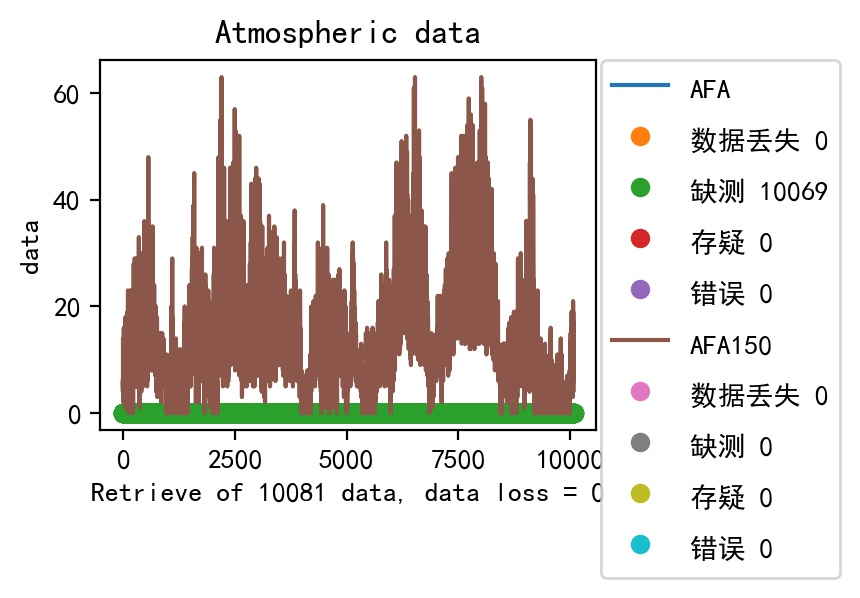 Atmospheric data
60
40
20
0
data
0
2500
5000
7500
10000
Retrieve of 10081 data, data loss = 0
AFA
数据丢失 0
缺测 10069
存疑 0
错误 0
AFA150
数据丢失 0
缺测 0
存疑 0
错误 0